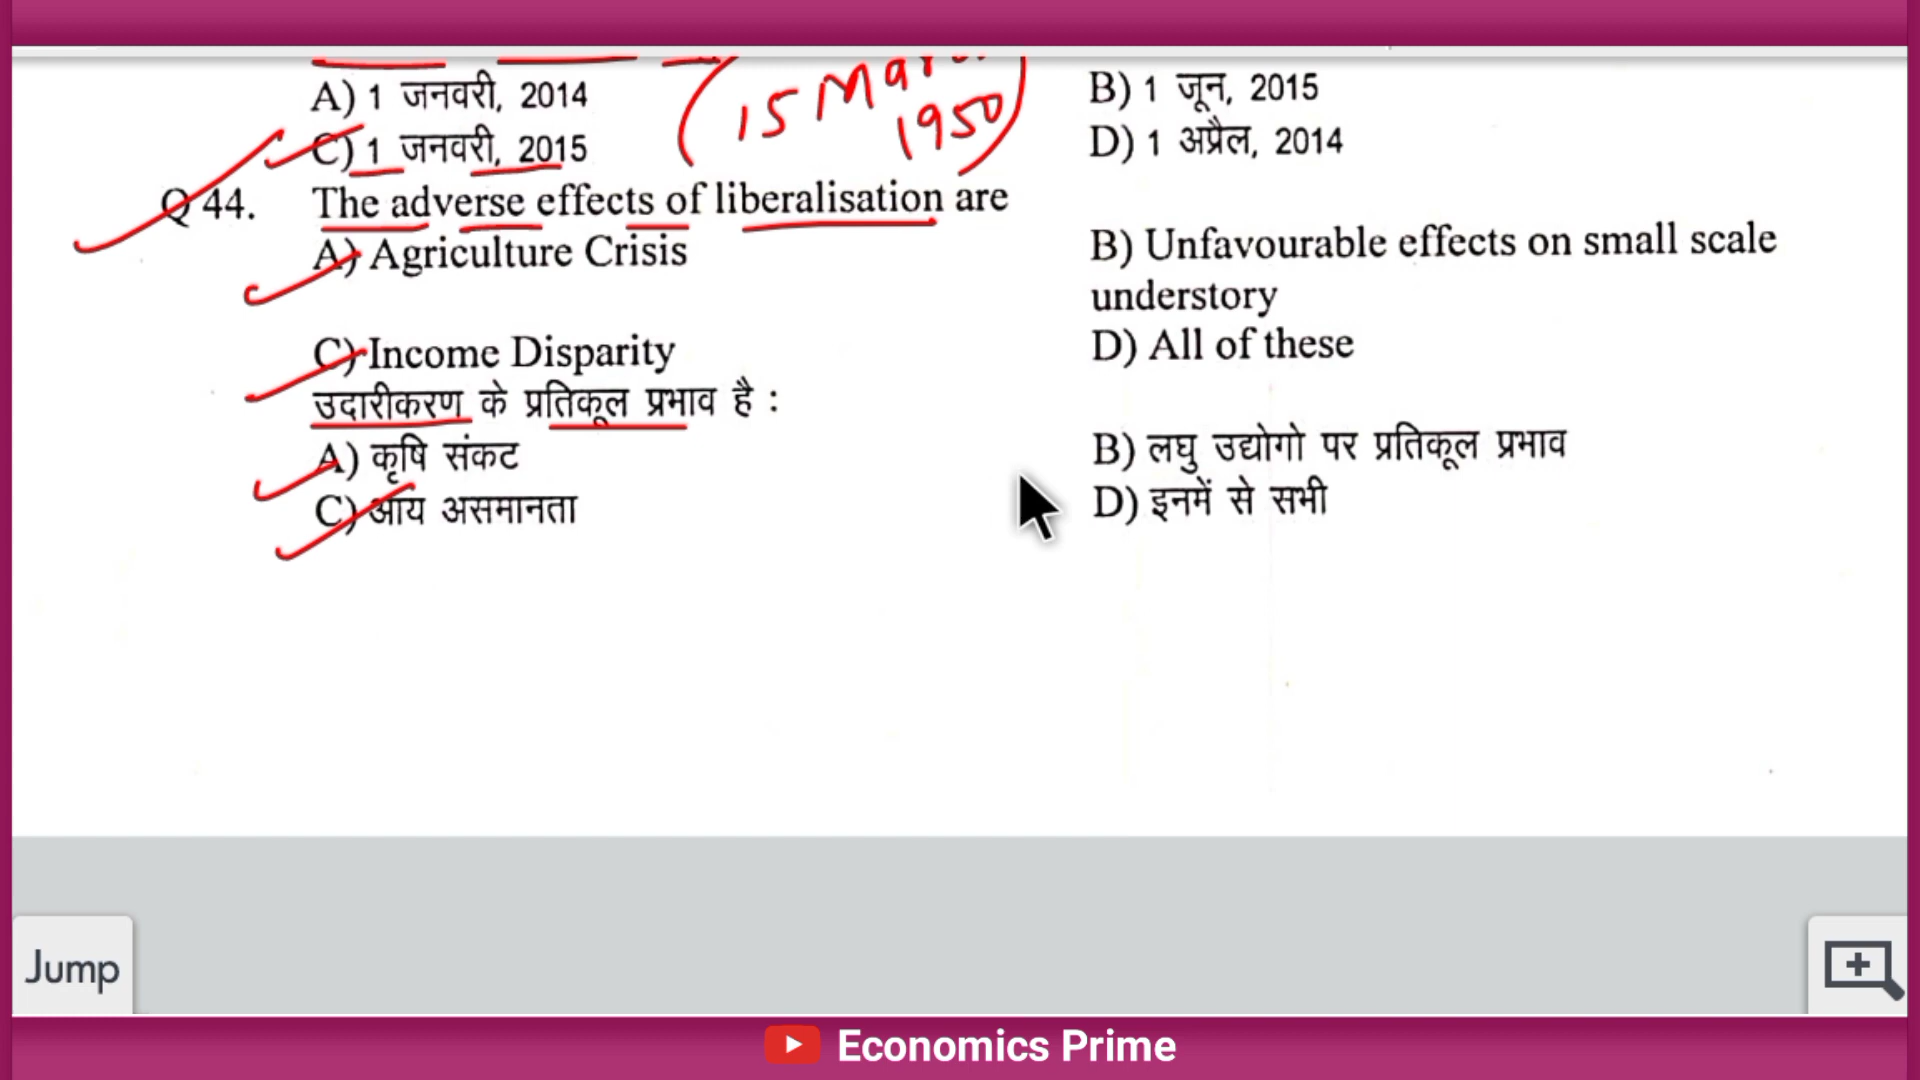 A) 1 जनवरी, 2014
B) 1 जून, 2015
(15
1950)
C) 1 जनवरी, 2015
D) 1 अप्रैल, 2014
Q 44. The adverse effects of liberalisation are
A) Agriculture Crisis
B) Unfavourable effects on small scale
understory
C) Income Disparity
D) All of these
उदारीकरण के प्रतिकूल प्रभाव है :
A) कृषि संकट
B) लघु उद्योगो पर प्रतिकूल प्रभाव
C) आय असमानता
D) इनमें से सभी
Jump
Economics Prime